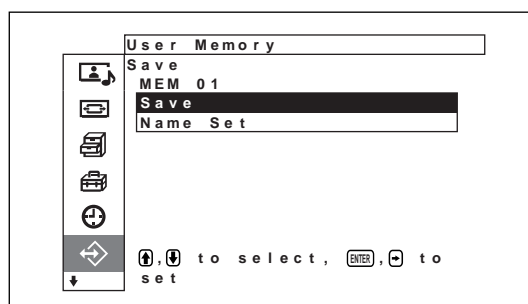 User Memory
Save
MEM 01
Save
Name Set
↑,↓ to select, ENTER,→ to
set